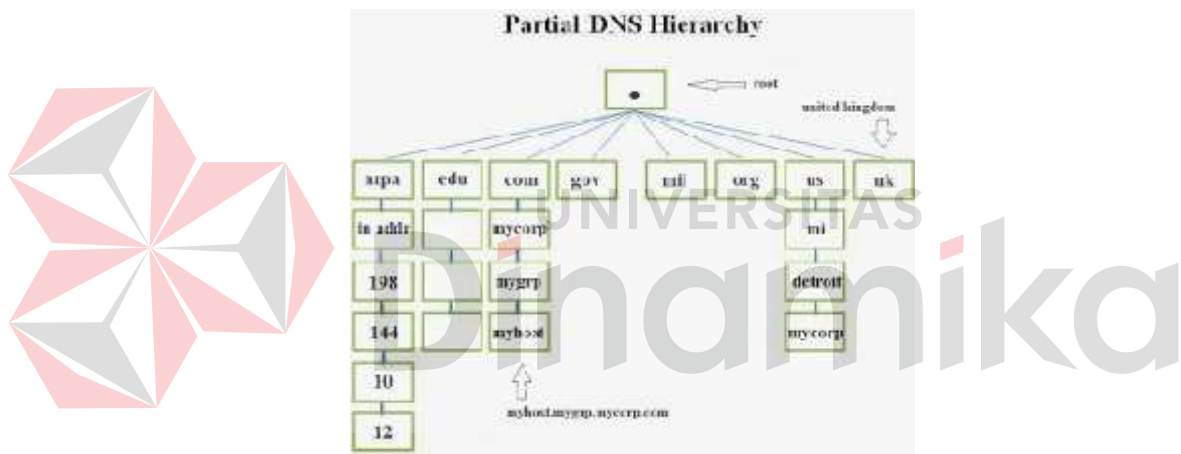 Partial DNS Hierarchy
.
root
united kingdom
arpa edu com gov mil org us uk
in addr mycorp mi
198 mygrp detroit
144 myhost mycorp
10
myhost.mygrp.mycorp.com
12
UNIVERSITAS
Dinamika